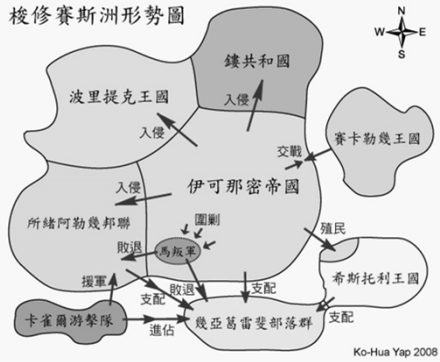 梭修賽斯洲形勢圖
N
W E
S
鏤共和國
波里提克王國
入侵
入侵
賽卡勒幾王國
交戰
伊可那密帝國
入侵
所緒阿勒幾邦聯
圍剿
殖民
馬叛軍
敗退
希斯托利王國
援軍
支配
敗退
支配
支配
卡雀爾游擊隊
進佔
幾亞葛雷斐部落群
Ko-Hua Yap 2008